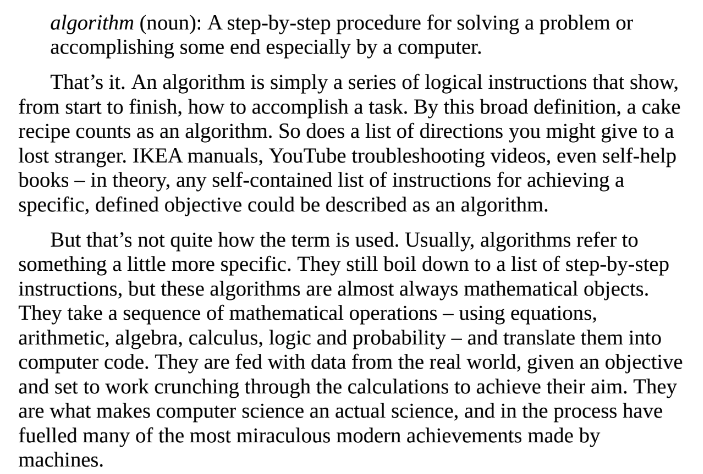 algorithm (noun): A step-by-step procedure for solving a problem or
accomplishing some end especially by a computer.
That’s it. An algorithm is simply a series of logical instructions that show,
from start to finish, how to accomplish a task. By this broad definition, a cake
recipe counts as an algorithm. So does a list of directions you might give to a
lost stranger. IKEA manuals, YouTube troubleshooting videos, even self-help
books – in theory, any self-contained list of instructions for achieving a
specific, defined objective could be described as an algorithm.
But that’s not quite how the term is used. Usually, algorithms refer to
something a little more specific. They still boil down to a list of step-by-step
instructions, but these algorithms are almost always mathematical objects.
They take a sequence of mathematical operations – using equations,
arithmetic, algebra, calculus, logic and probability – and translate them into
computer code. They are fed with data from the real world, given an objective
and set to work crunching through the calculations to achieve their aim. They
are what makes computer science an actual science, and in the process have
fuelled many of the most miraculous modern achievements made by
machines.